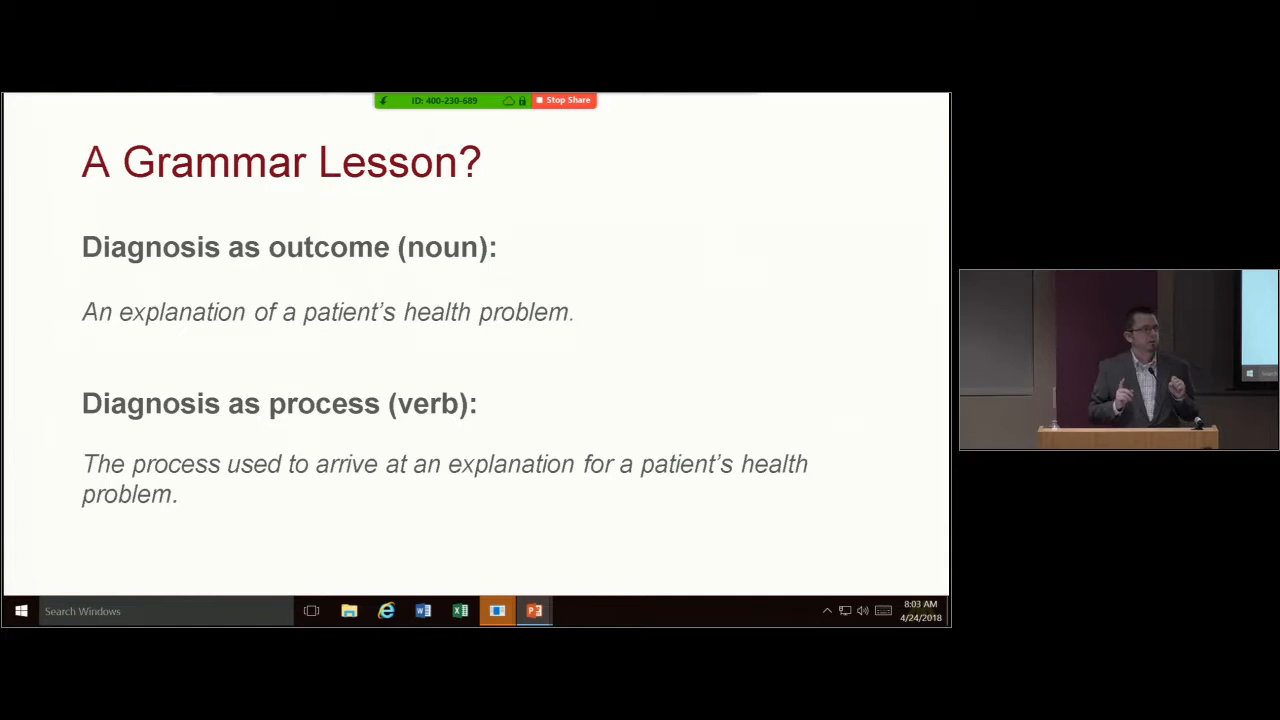 ID: 400-230-689
Stop Share
A Grammar Lesson?
Diagnosis as outcome (noun):
An explanation of a patient’s health problem.
Diagnosis as process (verb):
The process used to arrive at an explanation for a patient’s health
problem.
Search Windows
8:03 AM
4/24/2018